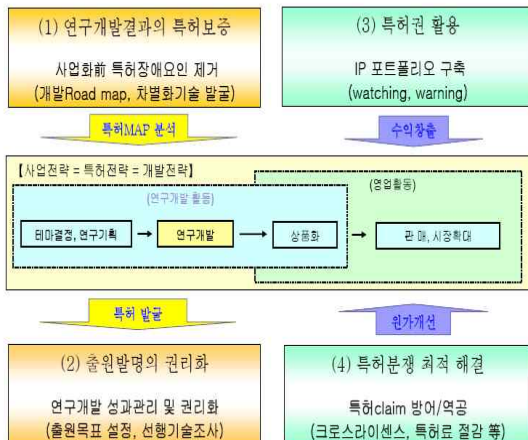 (1) 연구개발결과의 특허보증
사업화前 특허장애요인 제거
(개발Road map, 차별화기술 발굴)
(3) 특허권 활용
IP 포트폴리오 구축
(watching, warning)
특허MAP 분석
수익창출
【사업전략 = 특허전략 = 개발전략】
(연구개발 활동)
(영업활동)
테마결정, 연구기획
연구개발
상품화
판 매, 시장확대
특허 발굴
원가개선
(2) 출원발명의 권리화
연구개발 성과관리 및 권리화
(출원목표 설정, 선행기술조사)
(4) 특허분쟁 최적 해결
특허claim 방어/역공
(크로스라이센스, 특허료 절감 等)